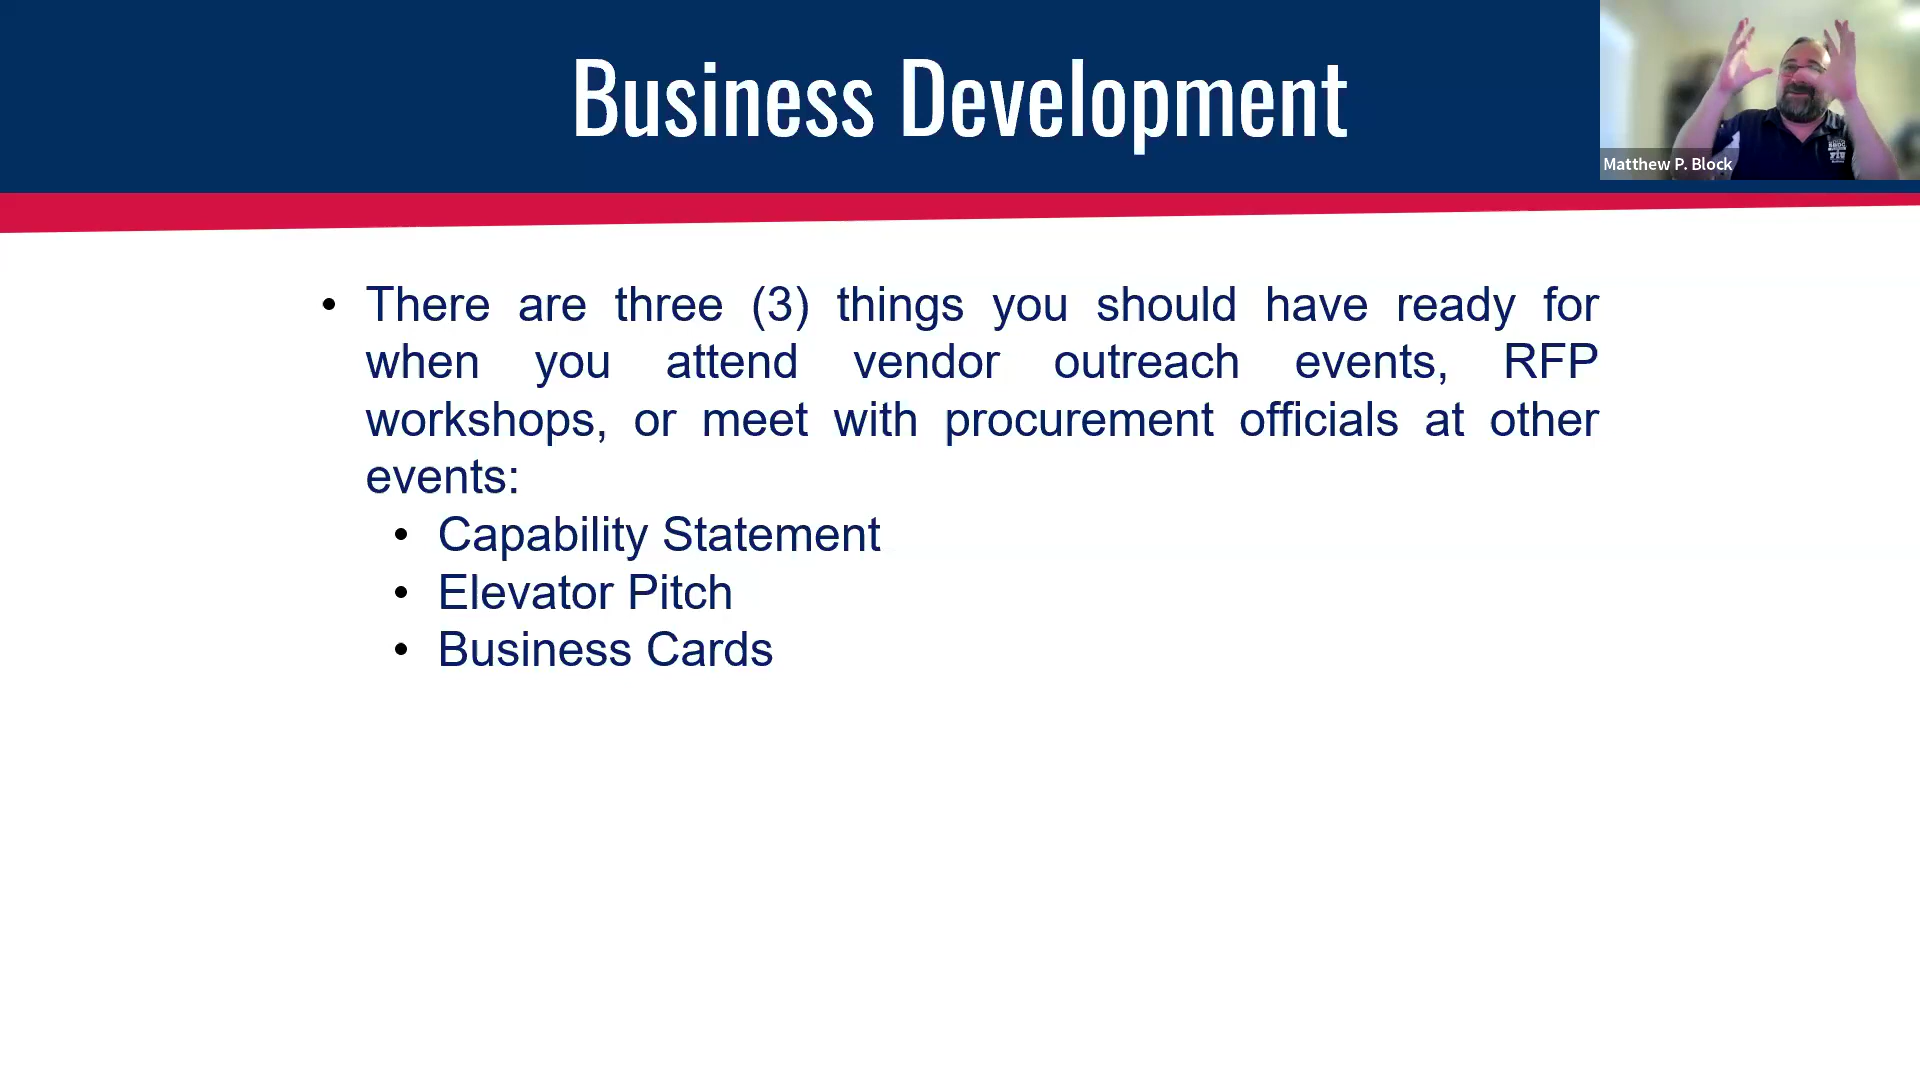 Business Development
Matthew P. Block
• There are three (3) things you should have ready for
when you attend vendor outreach events, RFP
workshops, or meet with procurement officials at other
events:
• Capability Statement
• Elevator Pitch
• Business Cards